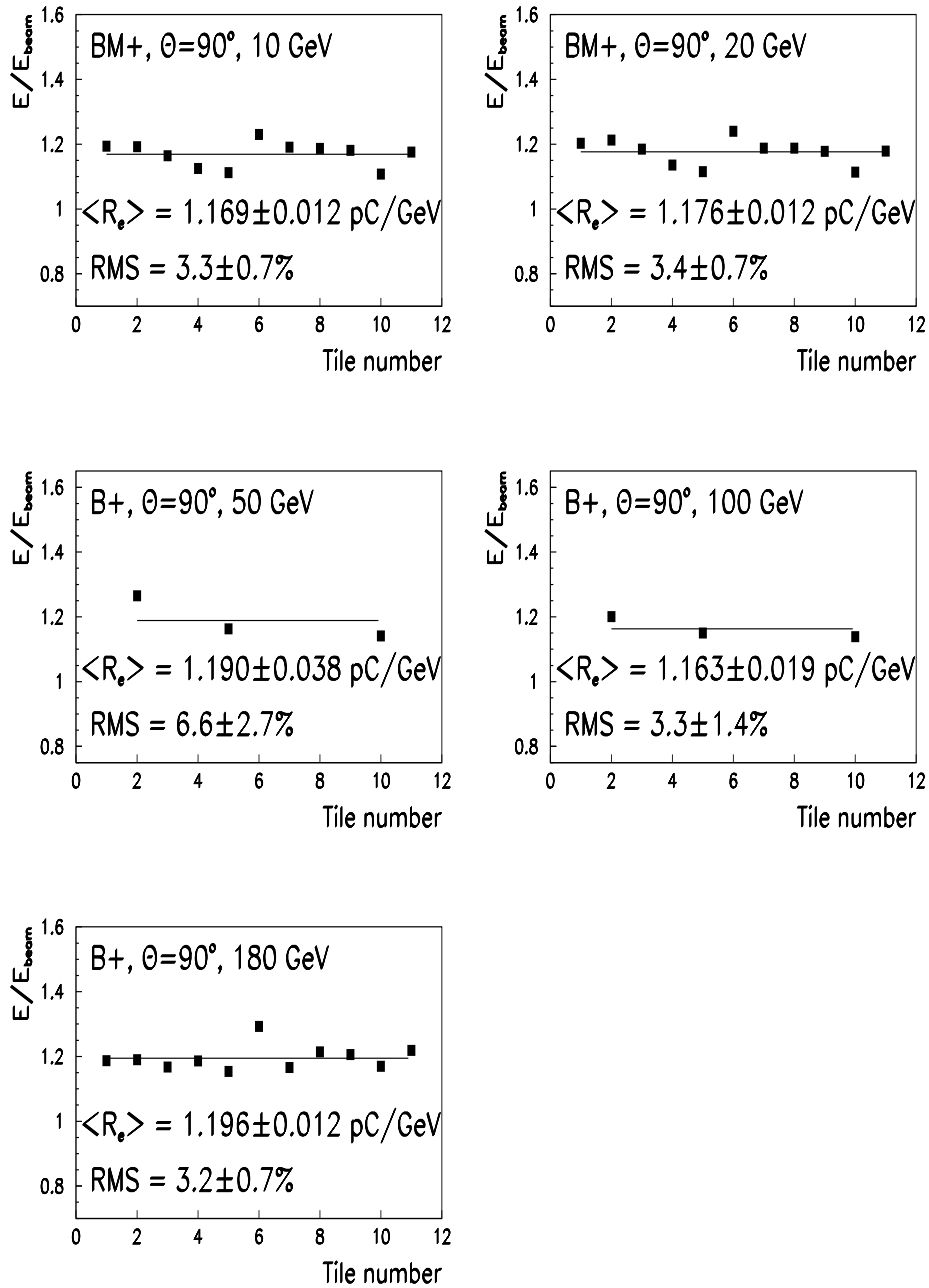 BM+, Θ=90°, 10 GeV
E/E_beam
1.6
1.4
1.2
1
0.8
<R_e> = 1.169±0.012 pC/GeV
RMS = 3.3±0.7%
0 2 4 6 8 10 12
Tile number
BM+, Θ=90°, 20 GeV
E/E_beam
1.6
1.4
1.2
1
0.8
<R_e> = 1.176±0.012 pC/GeV
RMS = 3.4±0.7%
0 2 4 6 8 10 12
Tile number
B+, Θ=90°, 50 GeV
E/E_beam
1.6
1.4
1.2
1
0.8
<R_e> = 1.190±0.038 pC/GeV
RMS = 6.6±2.7%
0 2 4 6 8 10 12
Tile number
B+, Θ=90°, 100 GeV
E/E_beam
1.6
1.4
1.2
1
0.8
<R_e> = 1.163±0.019 pC/GeV
RMS = 3.3±1.4%
0 2 4 6 8 10 12
Tile number
B+, Θ=90°, 180 GeV
E/E_beam
1.6
1.4
1.2
1
0.8
<R_e> = 1.196±0.012 pC/GeV
RMS = 3.2±0.7%
0 2 4 6 8 10 12
Tile number